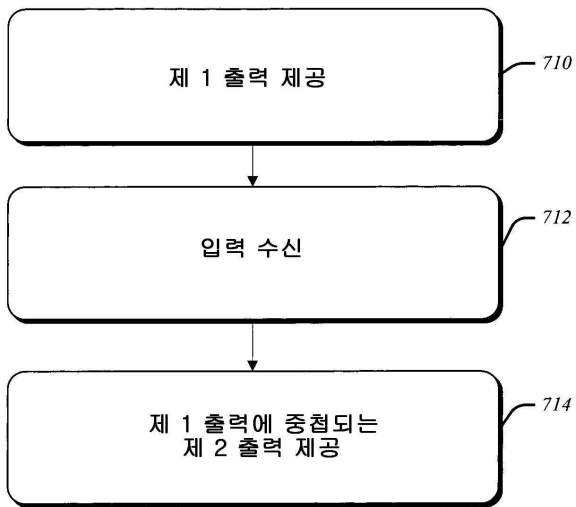 제 1 출력 제공
710
입력 수신
712
제 1 출력에 중첩되는
제 2 출력 제공
714